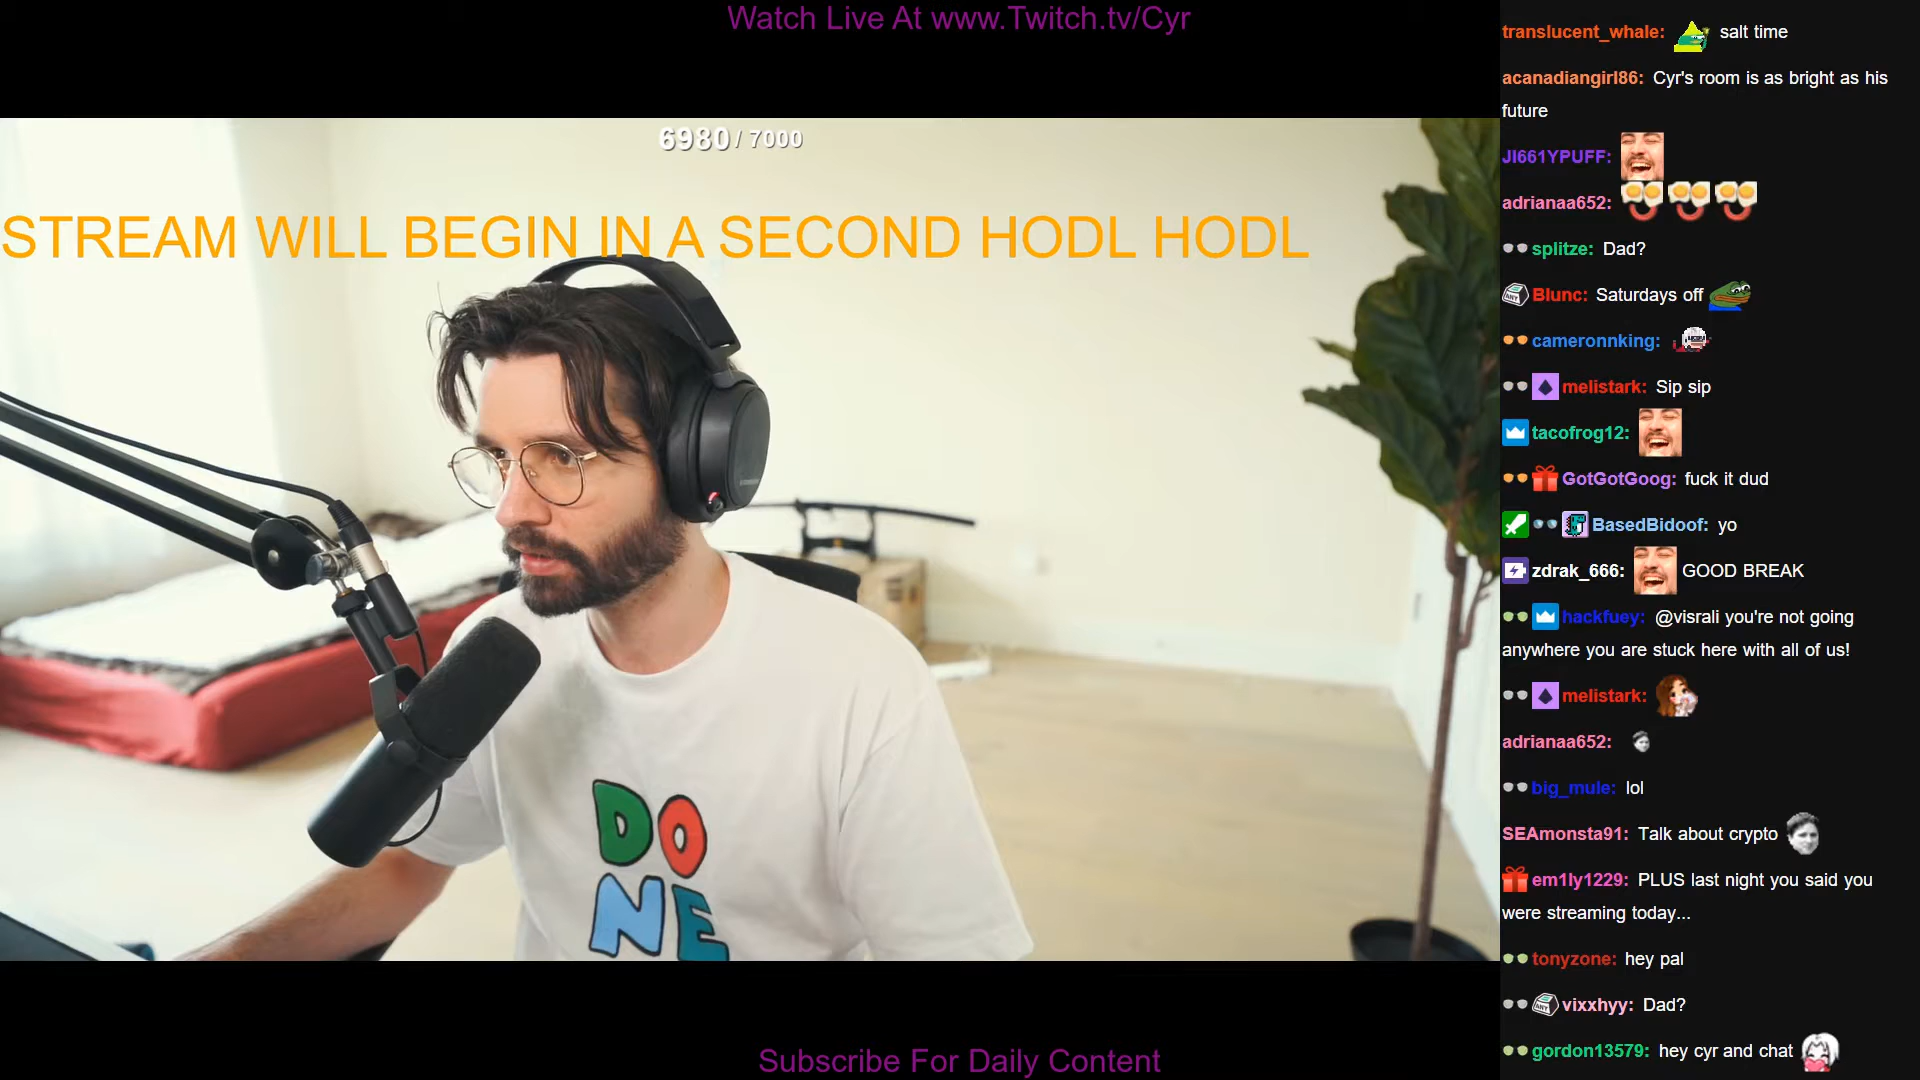 Watch Live At www.Twitch.tv/Cyr
6980 / 7000
STREAM WILL BEGIN IN A SECOND HODL HODL
DO
NE
Subscribe For Daily Content
translucent_whale: salt time
acanadiangirl86: Cyr's room is as bright as his
future
JI661YPUFF:
adrianaa652:
splitze: Dad?
Blunc: Saturdays off
cameronnking:
melistark: Sip sip
tacofrog12:
GotGotGoog: fuck it dud
BasedBidoof: yo
zdrak_666: GOOD BREAK
hackfuey: @visrali you're not going
anywhere you are stuck here with all of us!
melistark:
adrianaa652:
big_mule: lol
SEAmonsta91: Talk about crypto
em1ly1229: PLUS last night you said you
were streaming today...
tonyzone: hey pal
vixxhyy: Dad?
gordon13579: hey cyr and chat